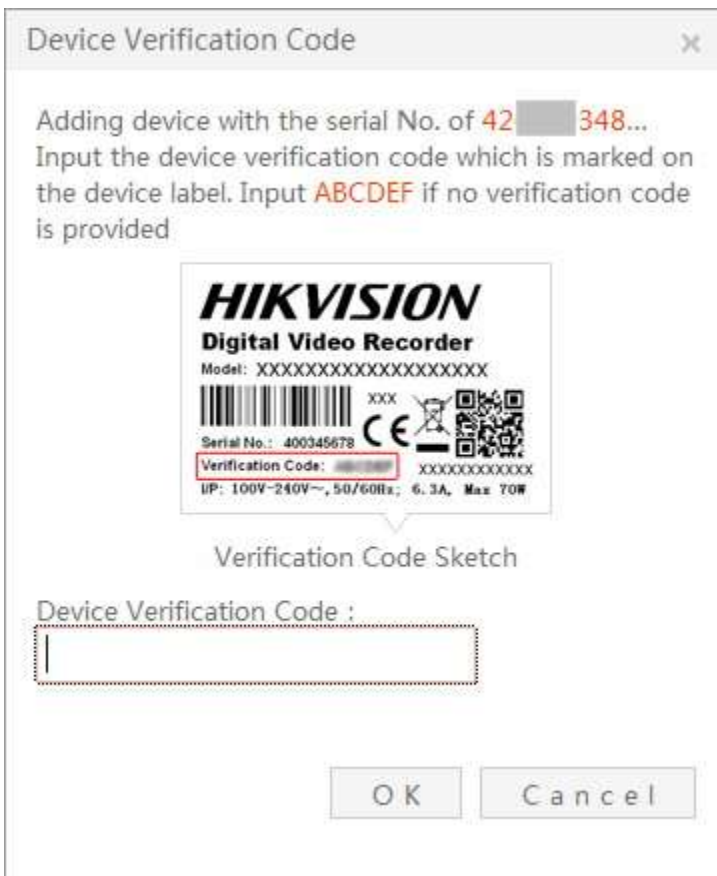 Device Verification Code
Adding device with the serial No. of 42 348...
Input the device verification code which is marked on
the device label. Input ABCDEF if no verification code
is provided
HIKVISION
Digital Video Recorder
Model: XXXXXXXXXXXXXXXXXXX
XXX
CE
Serial No.: 400345678
Verification Code:
XXXXXXXXXXXX
I/P: 100V-240V~,50/60Hz; 6.3A, Max 70W
Verification Code Sketch
Device Verification Code :
OK
Cancel